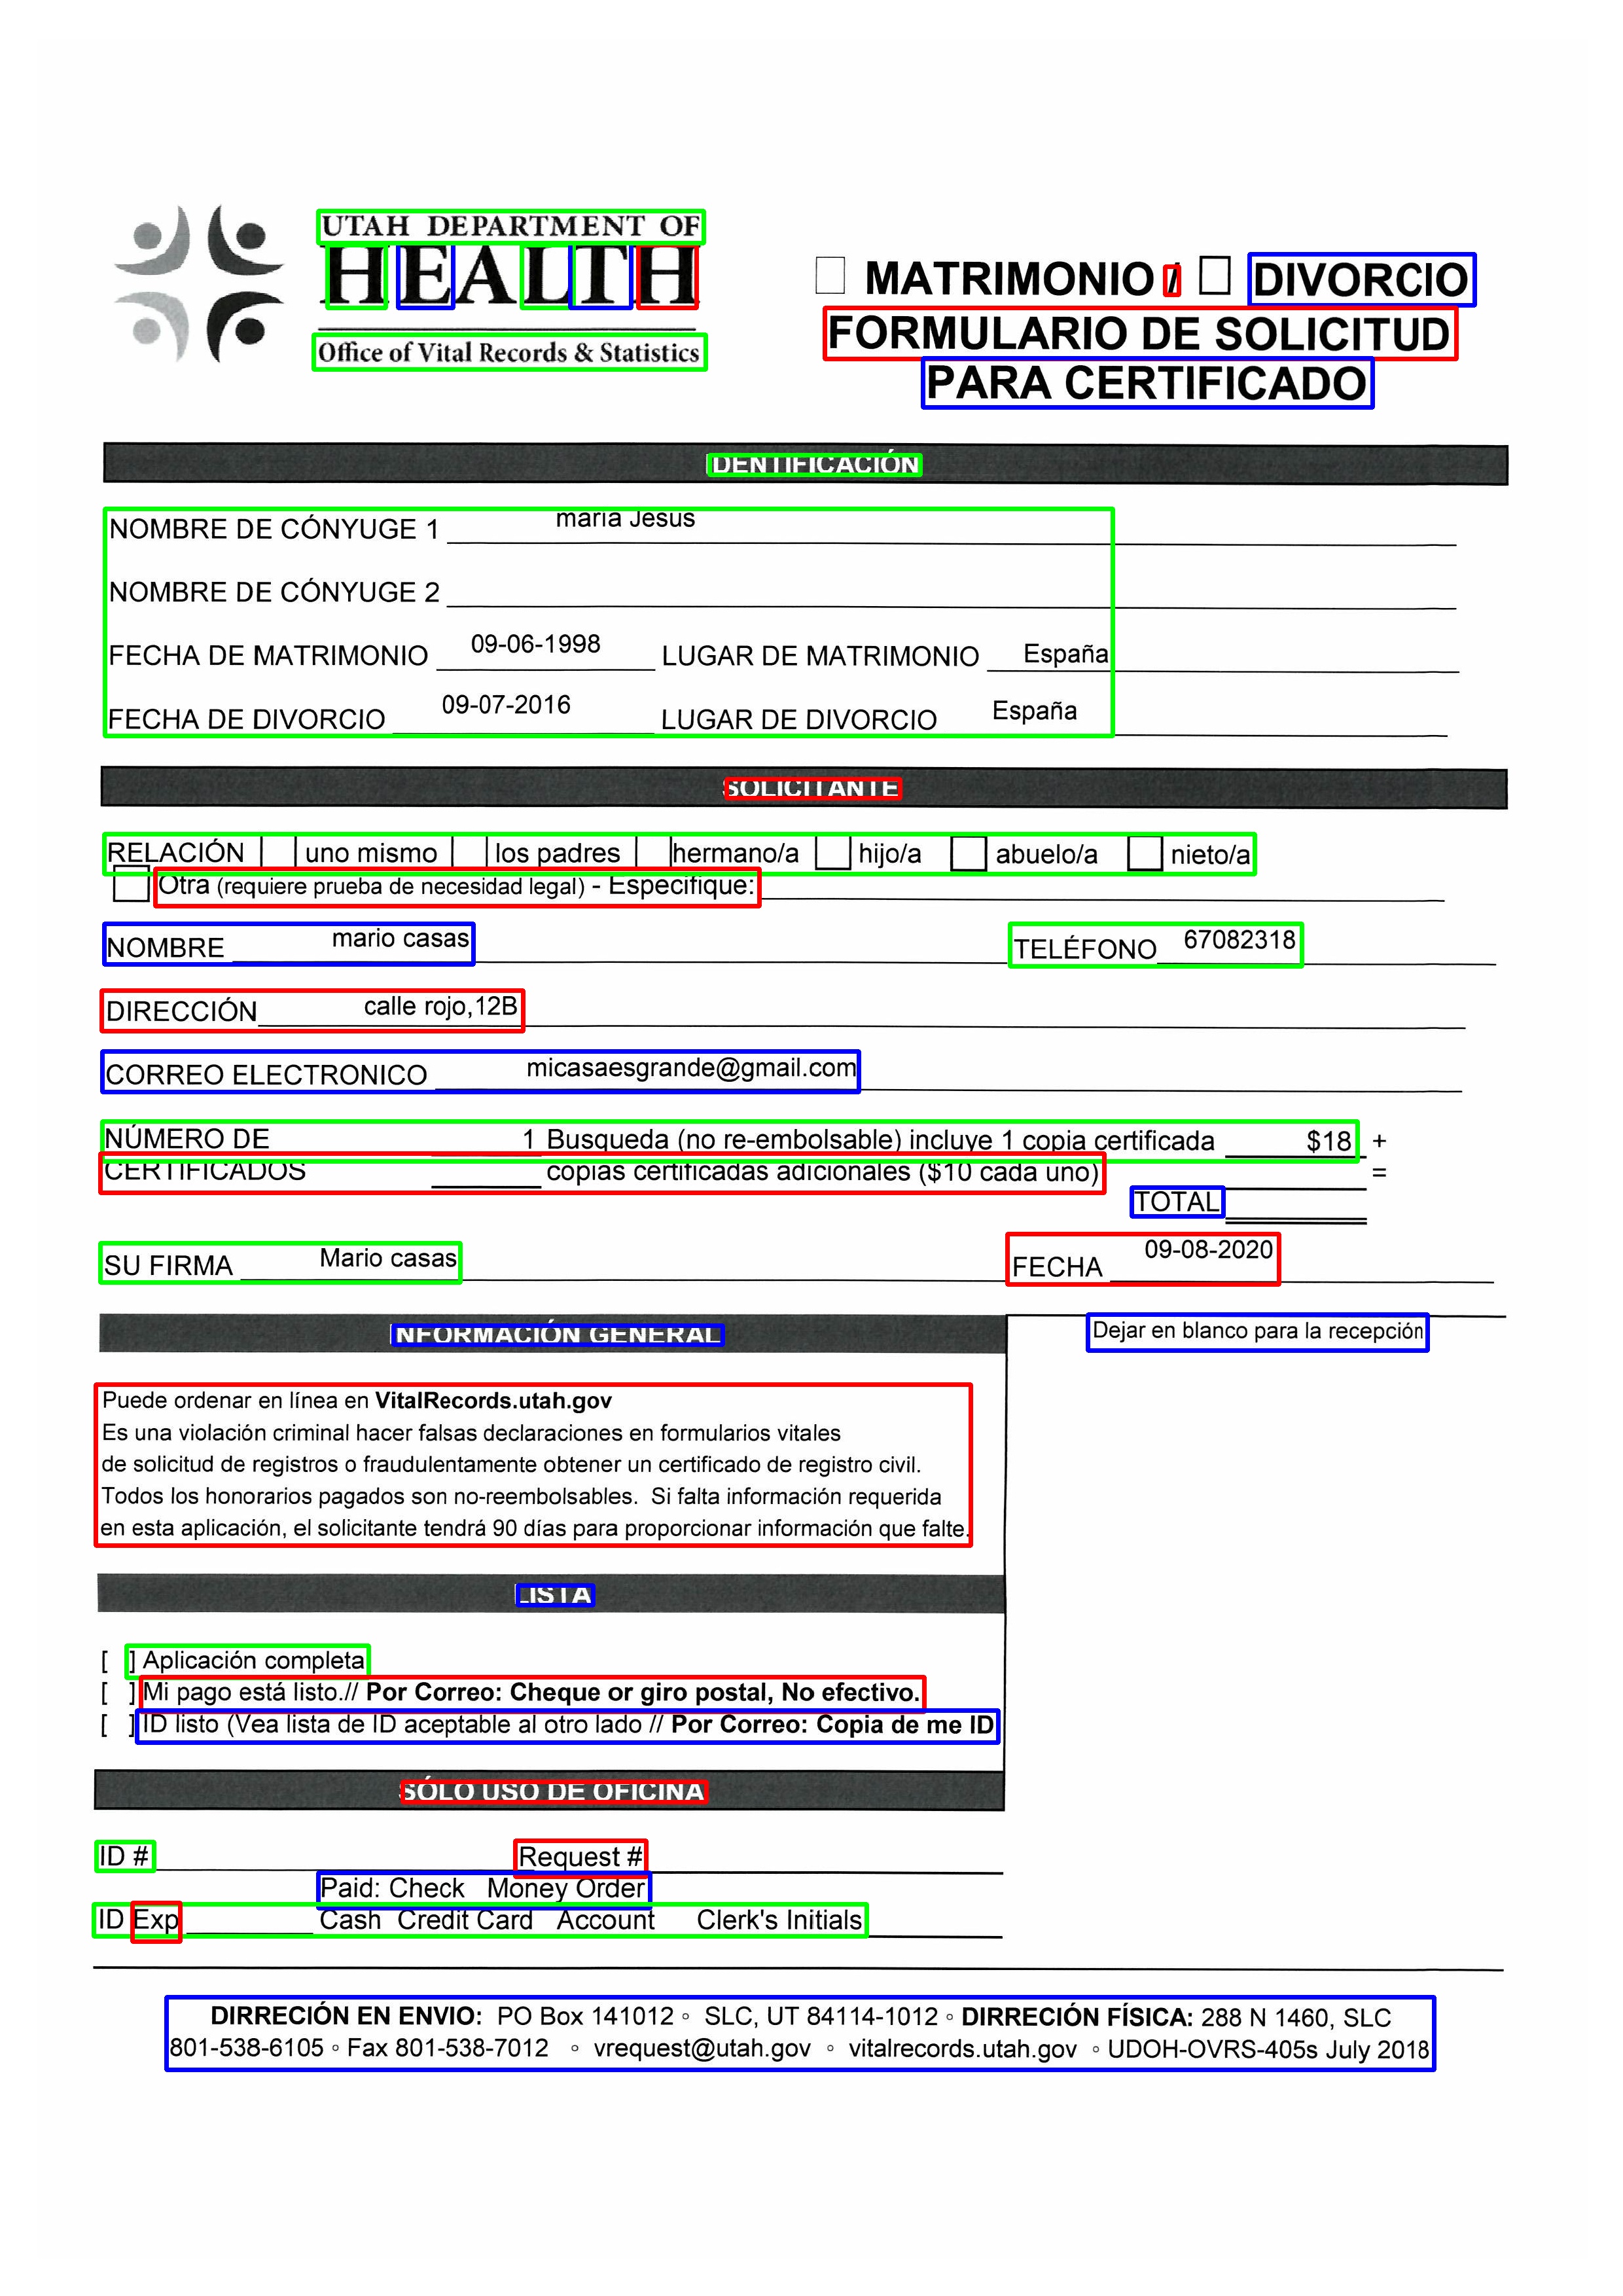 UTAH DEPARTMENT OF
HEALTH
Office of Vital Records & Statistics
MATRIMONIO / DIVORCIO
FORMULARIO DE SOLICITUD
PARA CERTIFICADO
IDENTIFICACIÓN
NOMBRE DE CÓNYUGE 1 maria Jesus
NOMBRE DE CÓNYUGE 2
FECHA DE MATRIMONIO 09-06-1998 LUGAR DE MATRIMONIO España
FECHA DE DIVORCIO 09-07-2016 LUGAR DE DIVORCIO España
SOLICITANTE
RELACIÓN uno mismo los padres hermano/a hijo/a abuelo/a nieto/a
Otra (requiere prueba de necesidad legal) - Especifique:
NOMBRE mario casas TELÉFONO 67082318
DIRECCIÓN calle rojo,12B
CORREO ELECTRONICO micasaesgrande@gmail.com
NÚMERO DE 1 Busqueda (no re-embolsable) incluye 1 copia certificada $18 +
CERTIFICADOS copias certificadas adicionales ($10 cada uno) =
TOTAL
SU FIRMA Mario casas FECHA 09-08-2020
INFORMACIÓN GENERAL
Dejar en blanco para la recepción
Puede ordenar en línea en VitalRecords.utah.gov
Es una violación criminal hacer falsas declaraciones en formularios vitales
de solicitud de registros o fraudulentamente obtener un certificado de registro civil.
Todos los honorarios pagados son no-reembolsables. Si falta información requerida
en esta aplicación, el solicitante tendrá 90 días para proporcionar información que falte.
LISTA
[ ] Aplicación completa
[ ] Mi pago está listo.// Por Correo: Cheque or giro postal, No efectivo.
[ ] ID listo (Vea lista de ID aceptable al otro lado // Por Correo: Copia de me ID
SÓLO USO DE OFICINA
ID # Request #
Paid: Check Money Order
ID Exp Cash Credit Card Account Clerk's Initials
DIRRECIÓN EN ENVIO: PO Box 141012 ◦ SLC, UT 84114-1012 ◦ DIRRECIÓN FÍSICA: 288 N 1460, SLC
801-538-6105 ◦ Fax 801-538-7012 ◦ vrequest@utah.gov ◦ vitalrecords.utah.gov ◦ UDOH-OVRS-405s July 2018